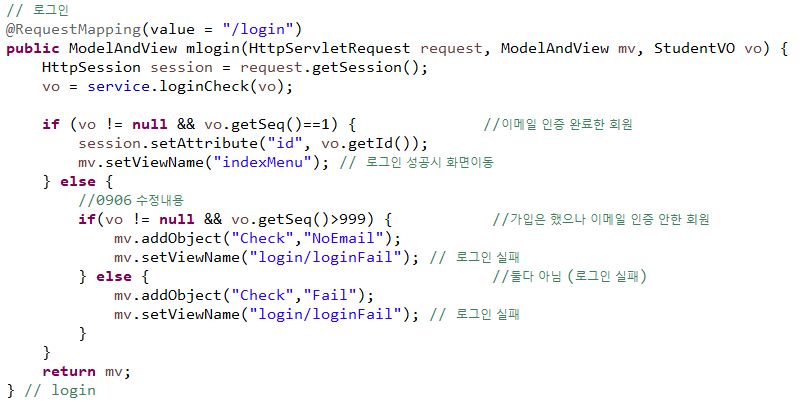 // 로그인
@RequestMapping(value = "/login")
public ModelAndView mlogin(HttpServletRequest request, ModelAndView mv, StudentVO vo) {
    HttpSession session = request.getSession();
    vo = service.loginCheck(vo);

    if (vo != null && vo.getSeq()==1) {              //이메일 인증 완료한 회원
        session.setAttribute("id", vo.getId());
        mv.setViewName("indexMenu"); // 로그인 성공시 화면이동
    } else {
        //0906 수정내용
        if(vo != null && vo.getSeq()>999) {           //가입은 했으나 이메일 인증 안한 회원
            mv.addObject("Check","NoEmail");
            mv.setViewName("login/loginFail"); // 로그인 실패
        } else {                                      //둘다 아님 (로그인 실패)
            mv.addObject("Check","Fail");
            mv.setViewName("login/loginFail"); // 로그인 실패
        }
    }
    return mv;
} // login